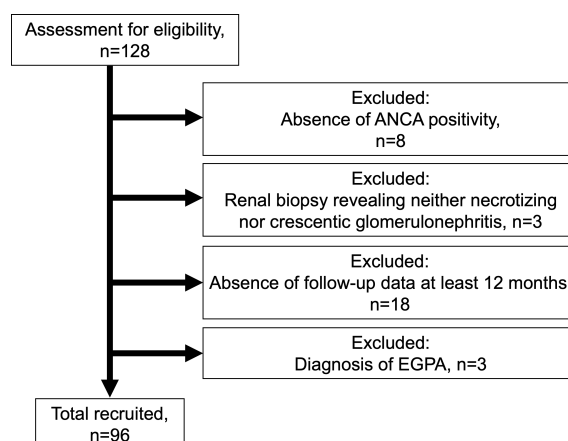 Assessment for eligibility,
n=128
Excluded:
Absence of ANCA positivity,
n=8
Excluded:
Renal biopsy revealing neither necrotizing
nor crescentic glomerulonephritis, n=3
Excluded:
Absence of follow-up data at least 12 months
n=18
Excluded:
Diagnosis of EGPA, n=3
Total recruited,
n=96